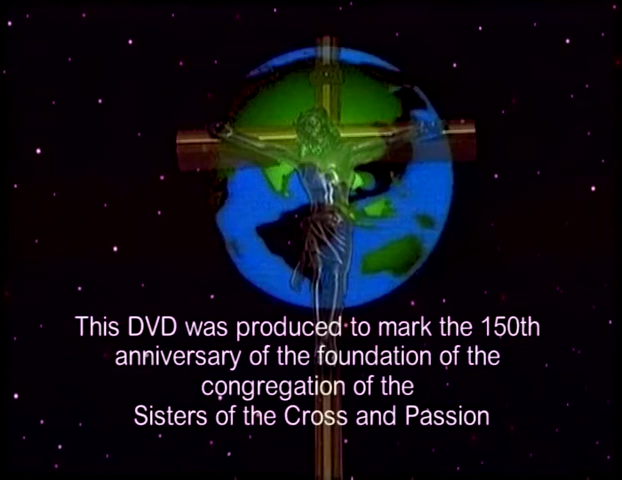 This DVD was produced to mark the 150th
anniversary of the foundation of the
congregation of the
Sisters of the Cross and Passion